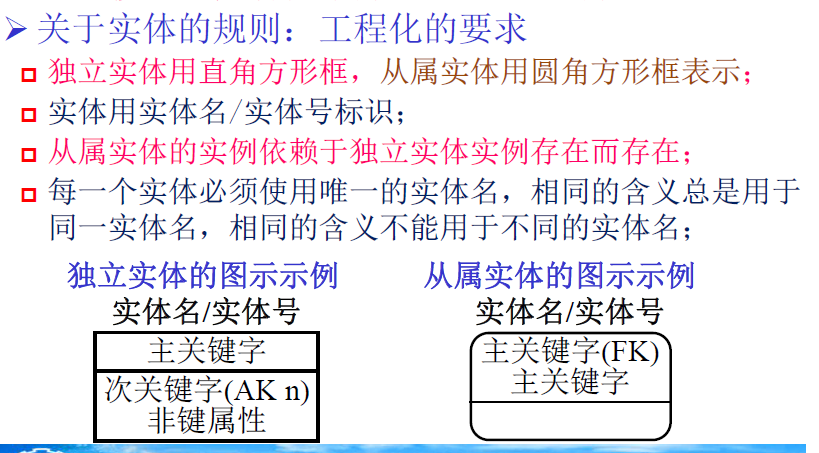 关于实体的规则：工程化的要求
独立实体用直角方形框，从属实体用圆角方形框表示；
实体用实体名/实体号标识；
从属实体的实例依赖于独立实体实例存在而存在；
每一个实体必须使用唯一的实体名，相同的含义总是用于
同一实体名，相同的含义不能用于不同的实体名；
独立实体的图示示例
实体名/实体号
主关键字
次关键字(AK n)
非键属性
从属实体的图示示例
实体名/实体号
主关键字(FK)
主关键字